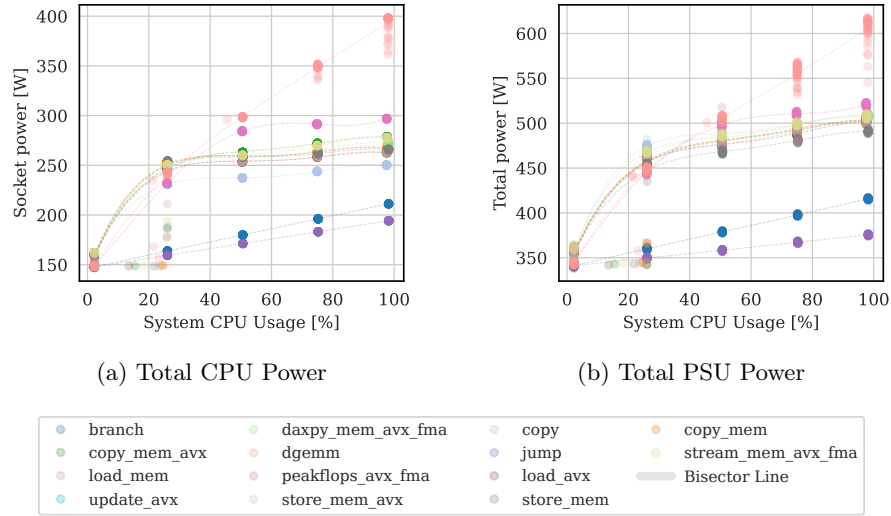 400
350
300
250
200
150
Socket power [W]
0 20 40 60 80 100
System CPU Usage [%]
(a) Total CPU Power
600
550
500
450
400
350
Total power [W]
0 20 40 60 80 100
System CPU Usage [%]
(b) Total PSU Power
branch daxpy_mem_avx_fma copy copy_mem
copy_mem_avx dgemm jump stream_mem_avx_fma
load_mem peakflops_avx_fma load_avx Bisector Line
update_avx store_mem_avx store_mem